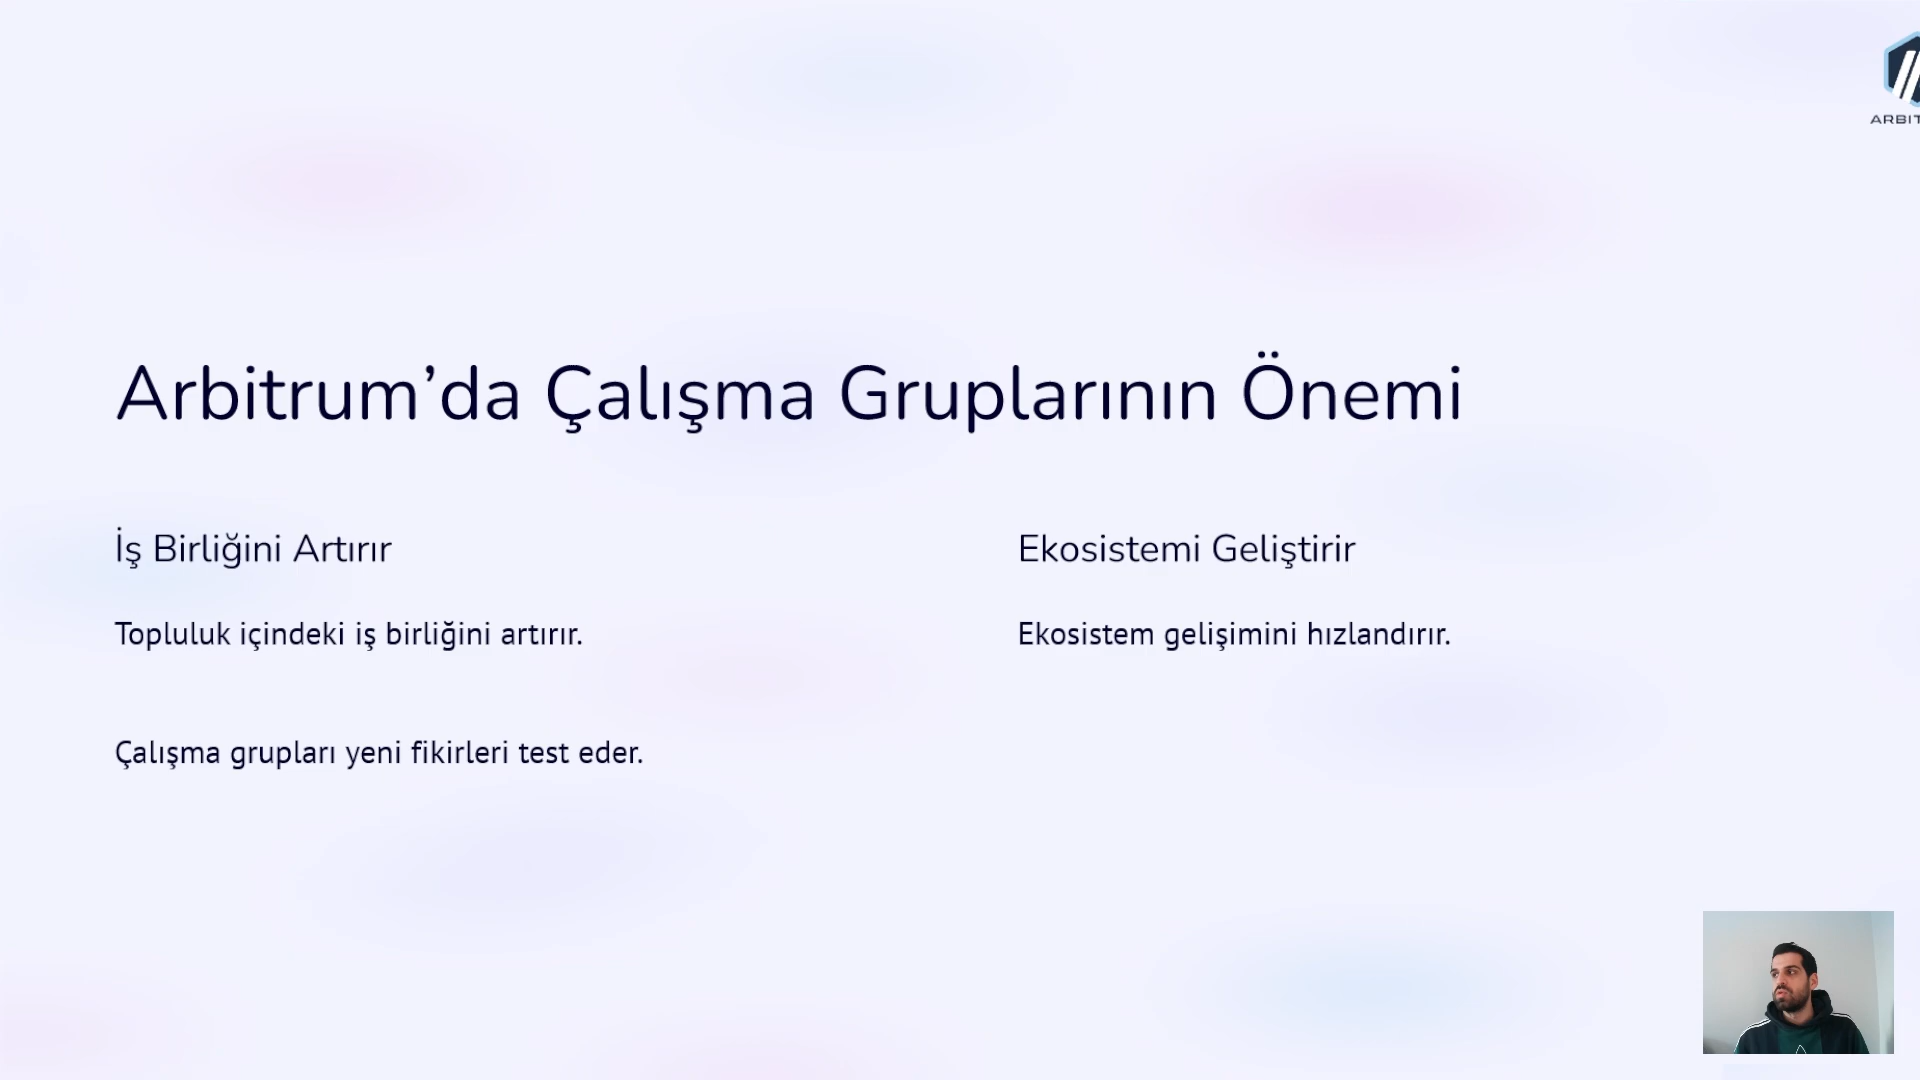 ARBIT
Arbitrum’da Çalışma Gruplarının Önemi
İş Birliğini Artırır
Topluluk içindeki iş birliğini artırır.
Çalışma grupları yeni fikirleri test eder.
Ekosistemi Geliştirir
Ekosistem gelişimini hızlandırır.